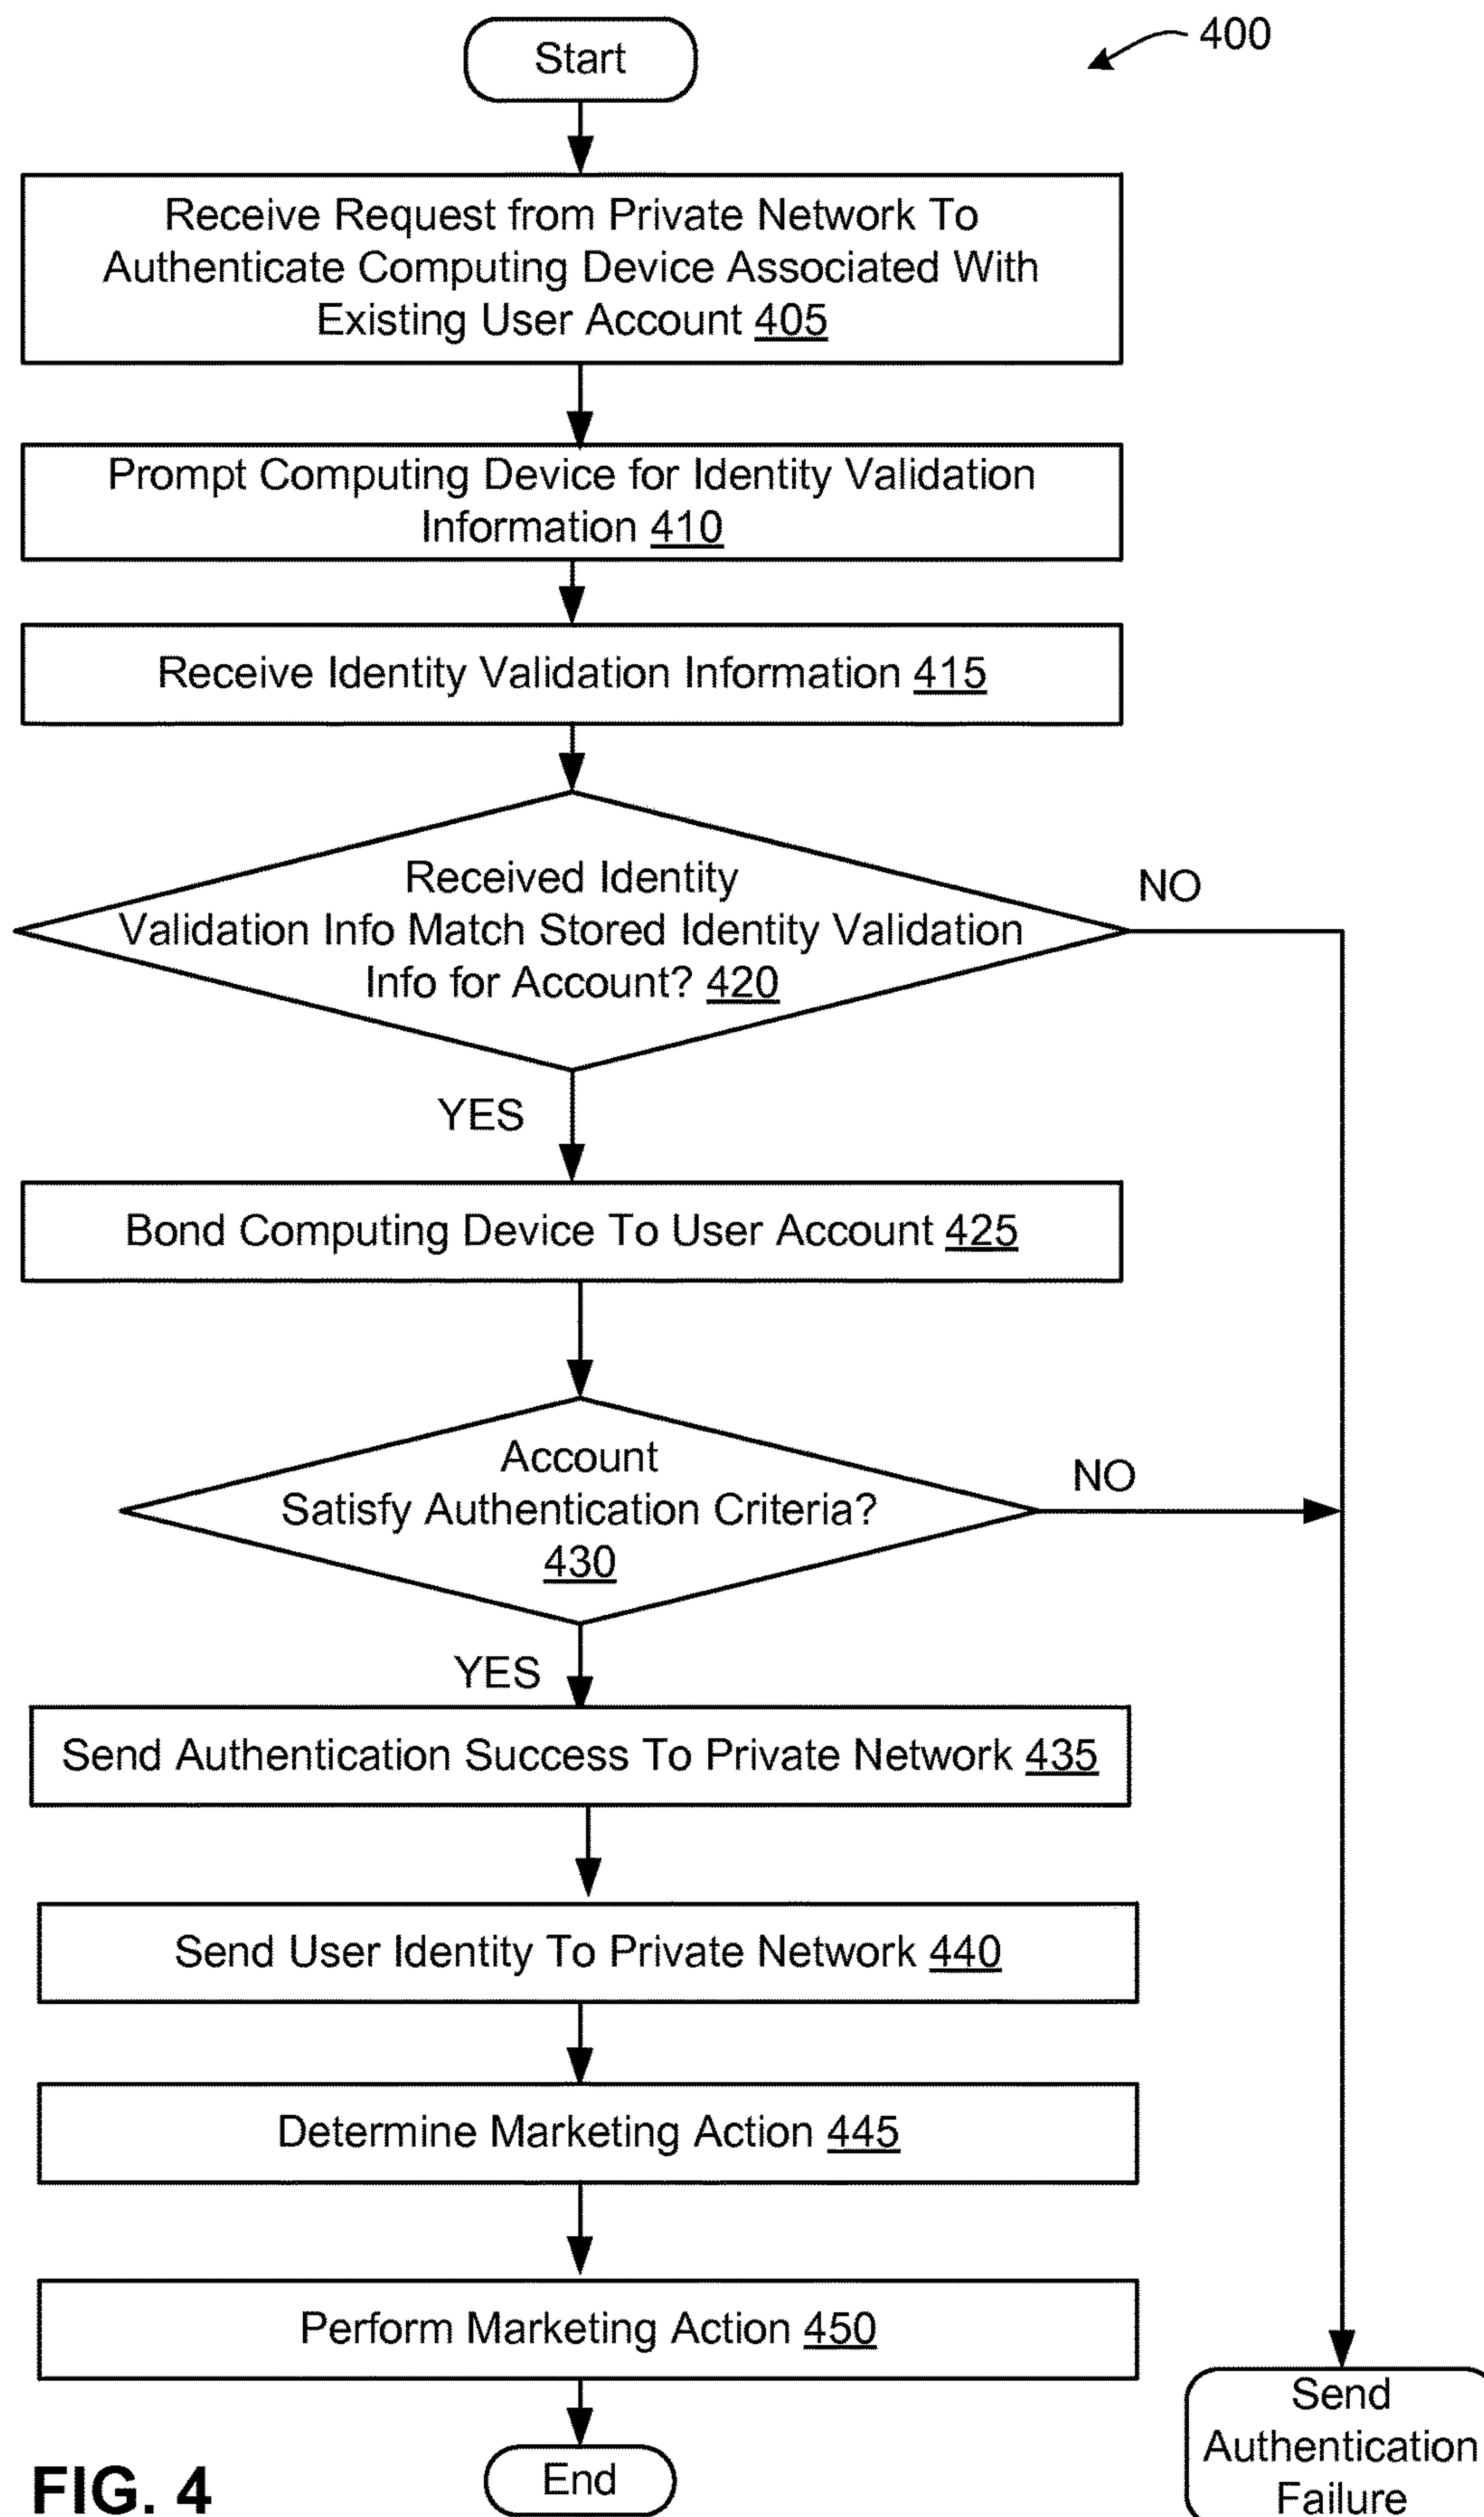 Start
400
Receive Request from Private Network To
Authenticate Computing Device Associated With
Existing User Account 405
Prompt Computing Device for Identity Validation
Information 410
Receive Identity Validation Information 415
Received Identity
Validation Info Match Stored Identity Validation
Info for Account? 420
NO
YES
Bond Computing Device To User Account 425
Account
Satisfy Authentication Criteria?
430
NO
YES
Send Authentication Success To Private Network 435
Send User Identity To Private Network 440
Determine Marketing Action 445
Perform Marketing Action 450
End
Send
Authentication
Failure
FIG. 4